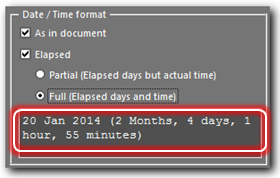 Date / Time format
As in document
Elapsed
Partial (Elapsed days but actual time)
Full (Elapsed days and time)
20 Jan 2014 (2 Months, 4 days, 1
hour, 55 minutes)